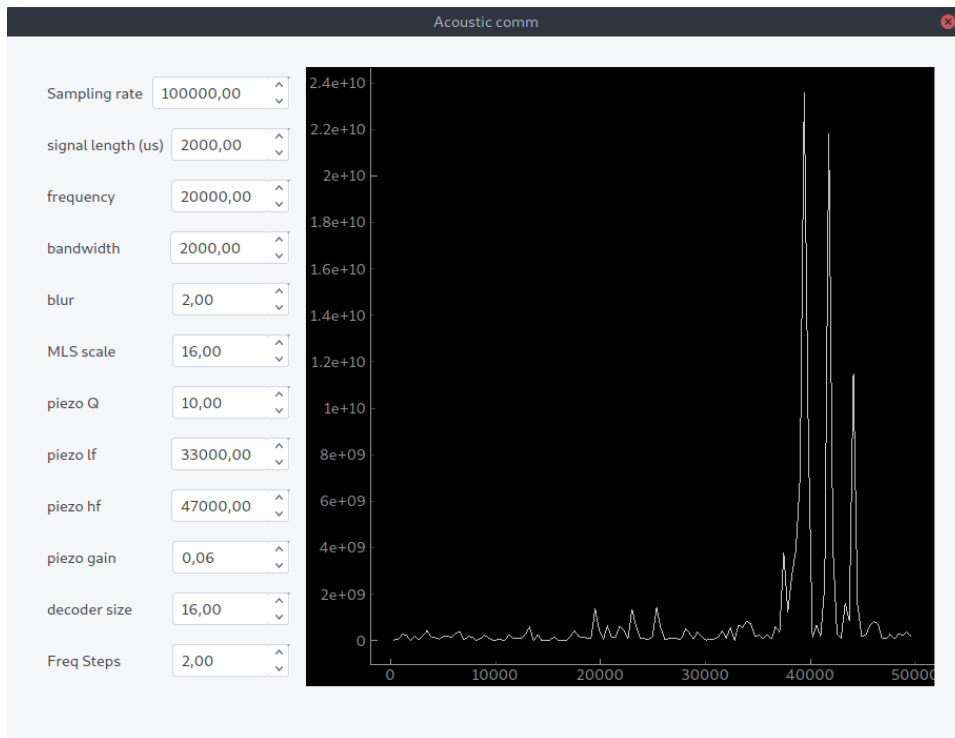 Acoustic comm
Sampling rate 100000,00
signal length (us) 2000,00
frequency 20000,00
bandwidth 2000,00
blur 2,00
MLS scale 16,00
piezo Q 10,00
piezo lf 33000,00
piezo hf 47000,00
piezo gain 0,06
decoder size 16,00
Freq Steps 2,00
2.4e+10
2.2e+10
2e+10
1.8e+10
1.6e+10
1.4e+10
1.2e+10
1e+10
8e+09
6e+09
4e+09
2e+09
0
0 10000 20000 30000 40000 50000